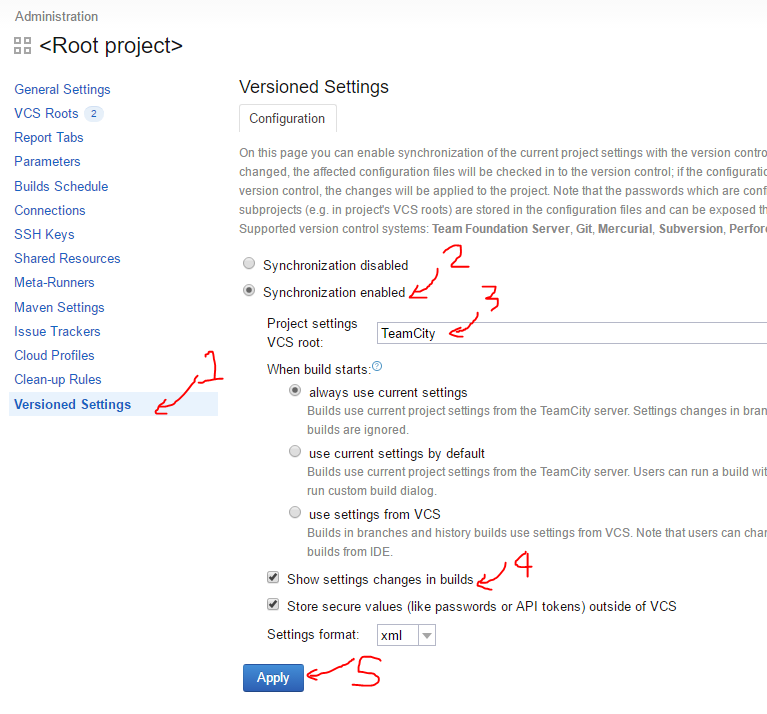 Administration
<Root project>
General Settings
VCS Roots 2
Report Tabs
Parameters
Builds Schedule
Connections
SSH Keys
Shared Resources
Meta-Runners
Maven Settings
Issue Trackers
Cloud Profiles
Clean-up Rules
1
Versioned Settings
Versioned Settings
Configuration
On this page you can enable synchronization of the current project settings with the version contro
changed, the affected configuration files will be checked in to the version control; if the configuratio
version control, the changes will be applied to the project. Note that the passwords which are conf
subprojects (e.g. in project's VCS roots) are stored in the configuration files and can be exposed th
Supported version control systems: Team Foundation Server, Git, Mercurial, Subversion, Perfor
Synchronization disabled
2
Synchronization enabled
3
Project settings
VCS root:
TeamCity
When build starts: ?
always use current settings
Builds use current project settings from the TeamCity server. Settings changes in bran
builds are ignored.
use current settings by default
Builds use current project settings from the TeamCity server. Users can run a build wit
run custom build dialog.
use settings from VCS
Builds in branches and history builds use settings from VCS. Note that users can chan
builds from IDE.
Show settings changes in builds 4
Store secure values (like passwords or API tokens) outside of VCS
Settings format: xml
Apply 5